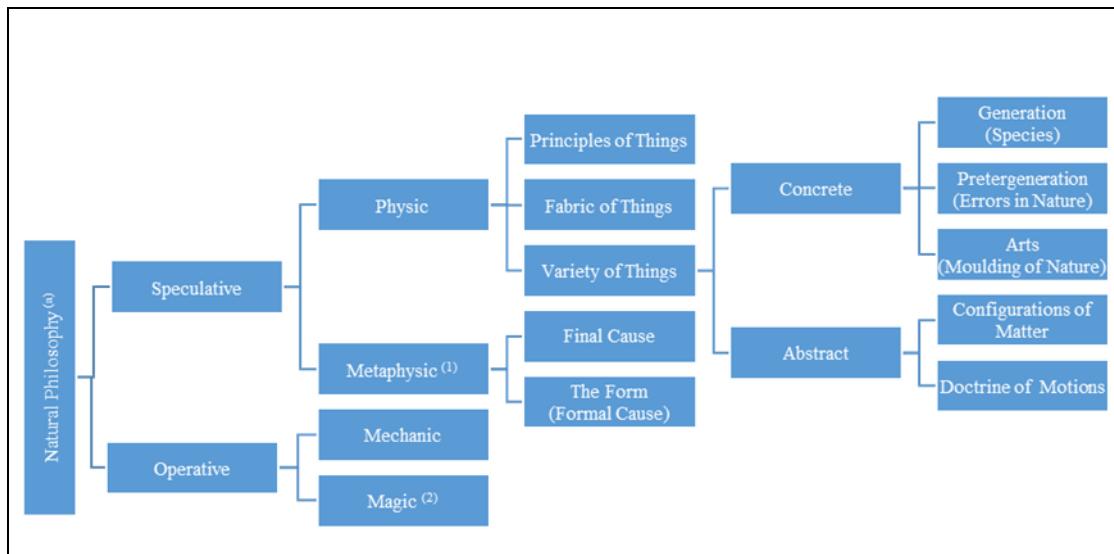 Natural Philosophy (a)
Speculative
Operative
Physic
Metaphysic (1)
Mechanic
Magic (2)
Principles of Things
Fabric of Things
Variety of Things
Final Cause
The Form
(Formal Cause)
Concrete
Abstract
Generation
(Species)
Pretergeneration
(Errors in Nature)
Arts
(Moulding of Nature)
Configurations of
Matter
Doctrine of Motions